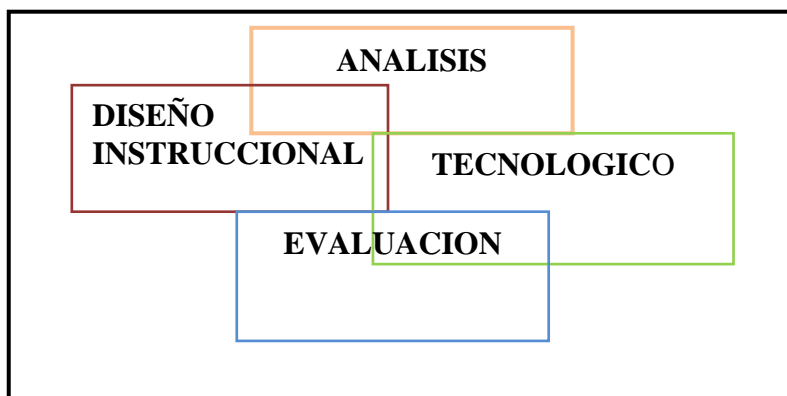 ANALISIS
DISEÑO
INSTRUCCIONAL
TECNOLOGICO
EVALUACION